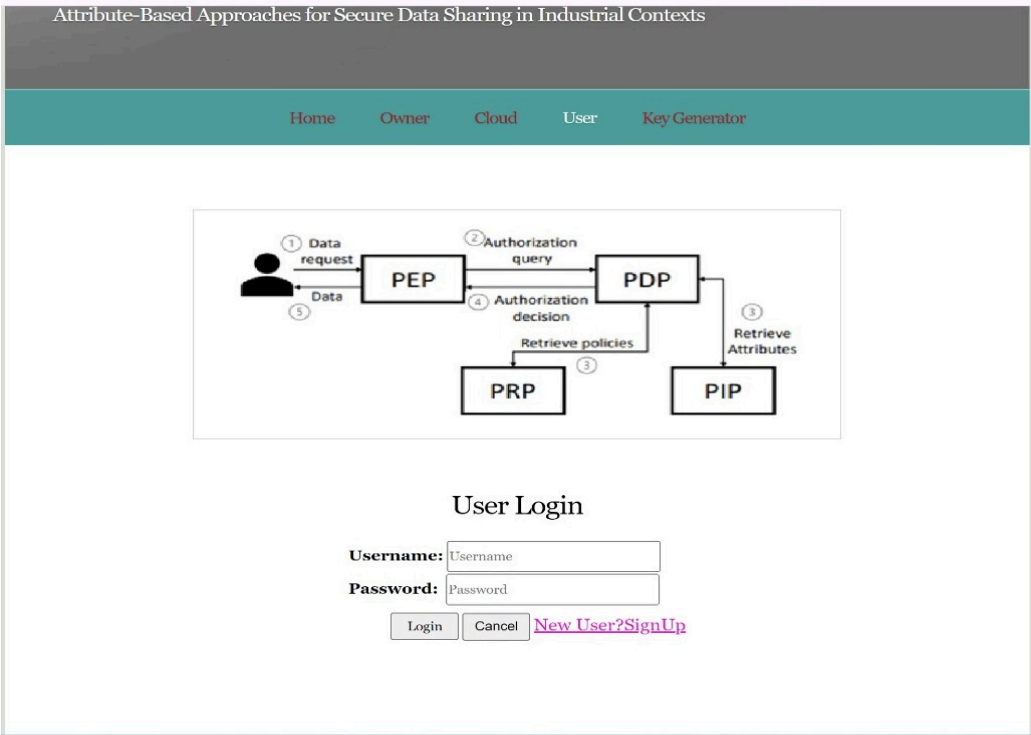 Attribute-Based Approaches for Secure Data Sharing in Industrial Contexts
Home Owner Cloud User Key Generator
1 Data
request
2 Authorization
query
PEP
PDP
Data
5
4 Authorization
decision
3
Retrieve
Attributes
Retrieve policies
3
PRP
PIP
User Login
Username: Username
Password: Password
Login Cancel New User?SignUp